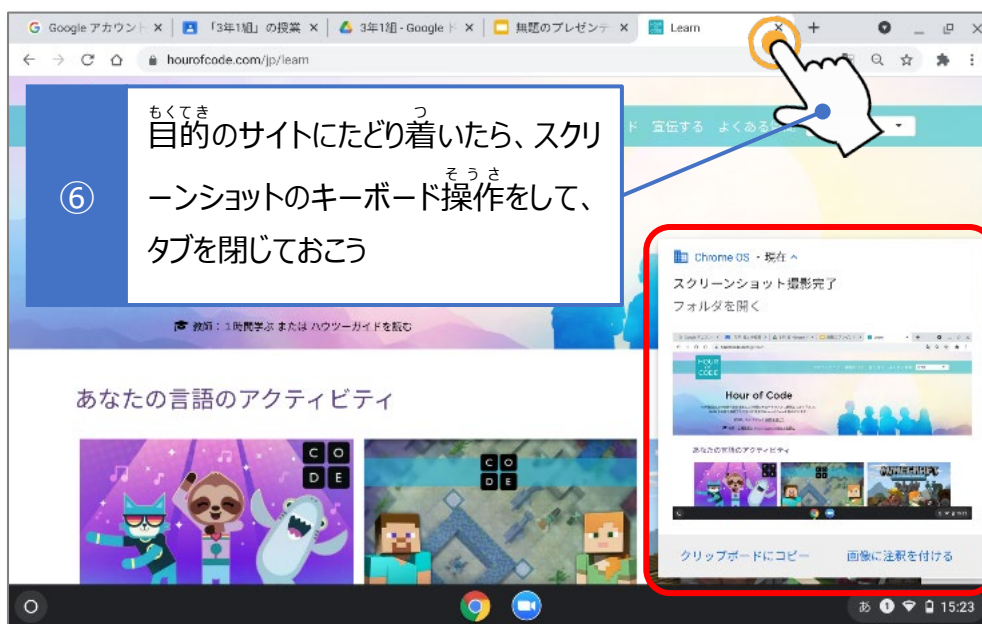 Google アカウント
「3年1組」の授業
3年1組 - Google ド
無題のプレゼンテ
Learn
hourofcode.com/jp/learn
ド 宣伝する よくある
⑥
もくてき つ
目的のサイトにたどり着いたら、スクリ
そうさ
ーンショットのキーボード操作をして、
タブを閉じておこう
教師：1時間学ぶ または ハウツーガイドを読む
あなたの言語のアクティビティ
CO
DE
CO
DE
Chrome OS ・現在
スクリーンショット撮影完了
フォルダを開く
HOUR
OF
CODE
Hour of Code
あなたの言語のアクティビティ
MINECRAFT
クリップボードにコピー 画像に注釈を付ける
あ 1 15:23